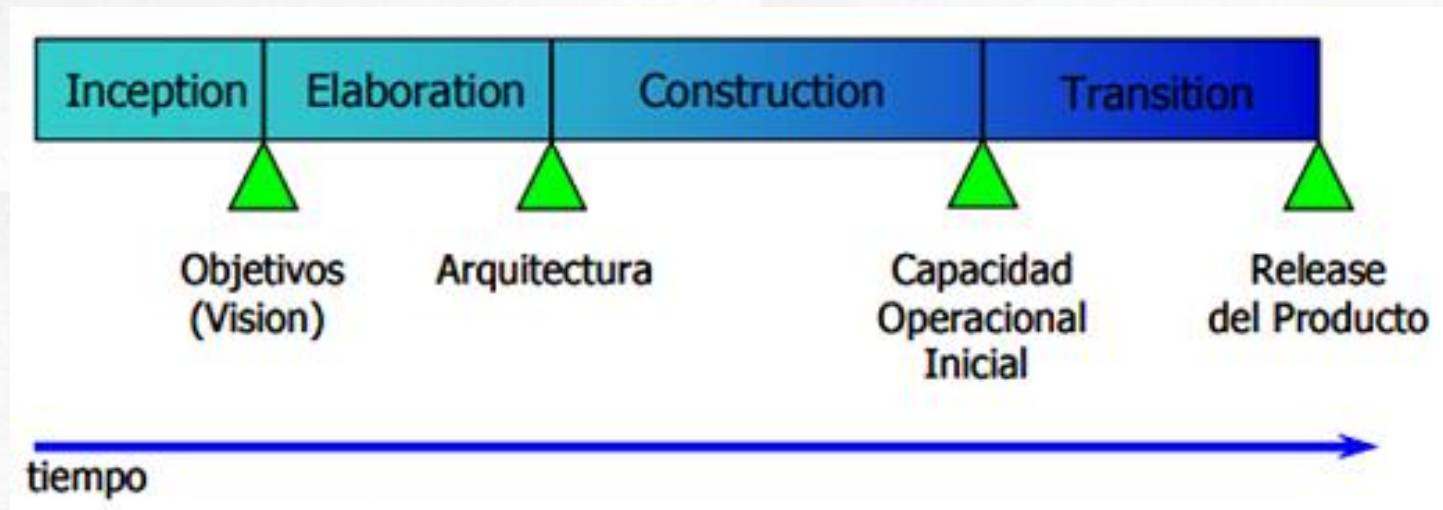 Inception Elaboration Construction Transition
Objetivos Arquitectura Capacidad Release
(Vision) Operacional del Producto
Inicial
tiempo